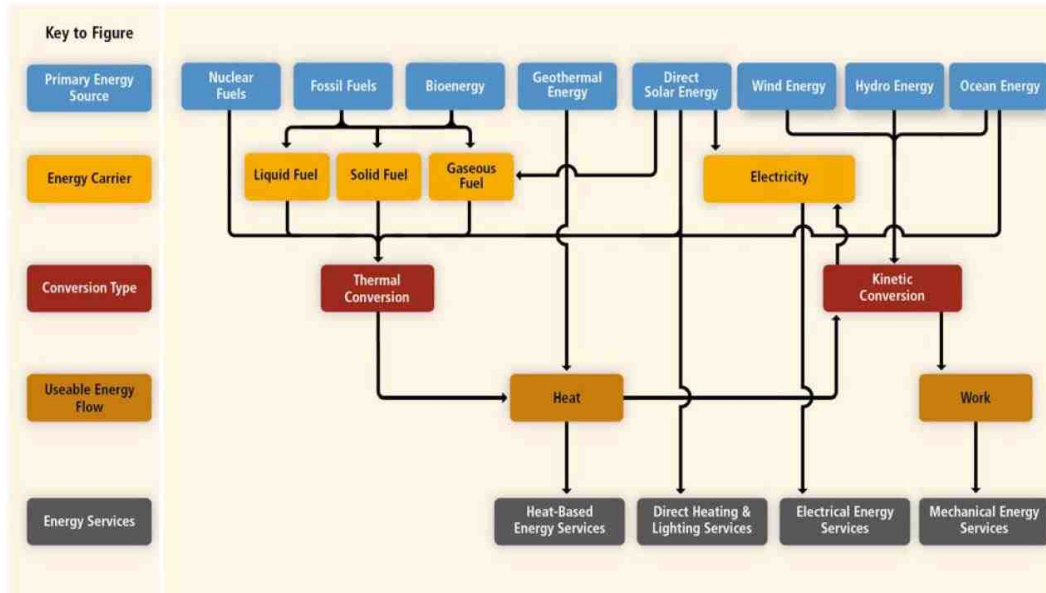 Key to Figure
Primary Energy
Source
Nuclear
Fuels
Fossil Fuels
Bioenergy
Geothermal
Energy
Direct
Solar Energy
Wind Energy
Hydro Energy
Ocean Energy
Energy Carrier
Liquid Fuel
Solid Fuel
Gaseous
Fuel
Electricity
Conversion Type
Thermal
Conversion
Kinetic
Conversion
Useable Energy
Flow
Heat
Work
Energy Services
Heat-Based
Energy Services
Direct Heating &
Lighting Services
Electrical Energy
Services
Mechanical Energy
Services